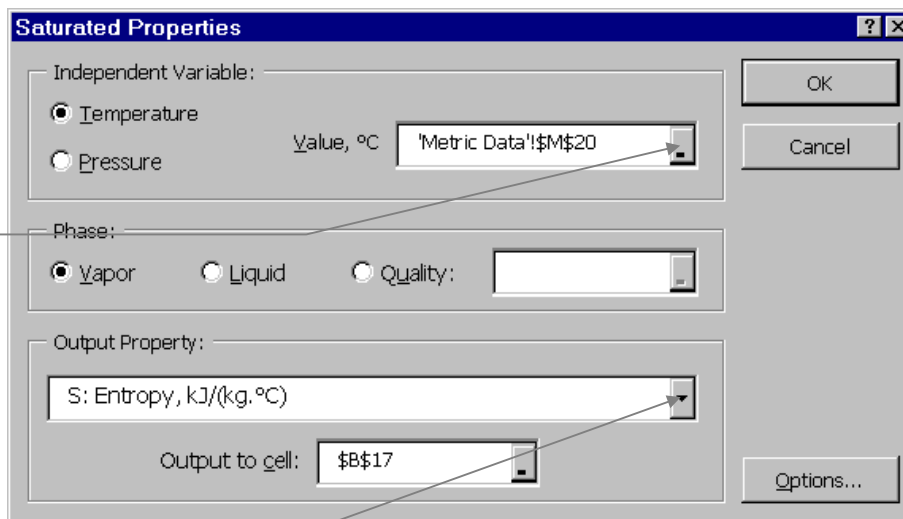 Saturated Properties
Independent Variable:
OK
Temperature
Value, ºC 'Metric Data'!$M$20
Cancel
Pressure
Phase:
Vapor Liquid Quality:
Output Property:
S: Entropy, kJ/(kg.ºC)
Output to cell: $B$17
Options...